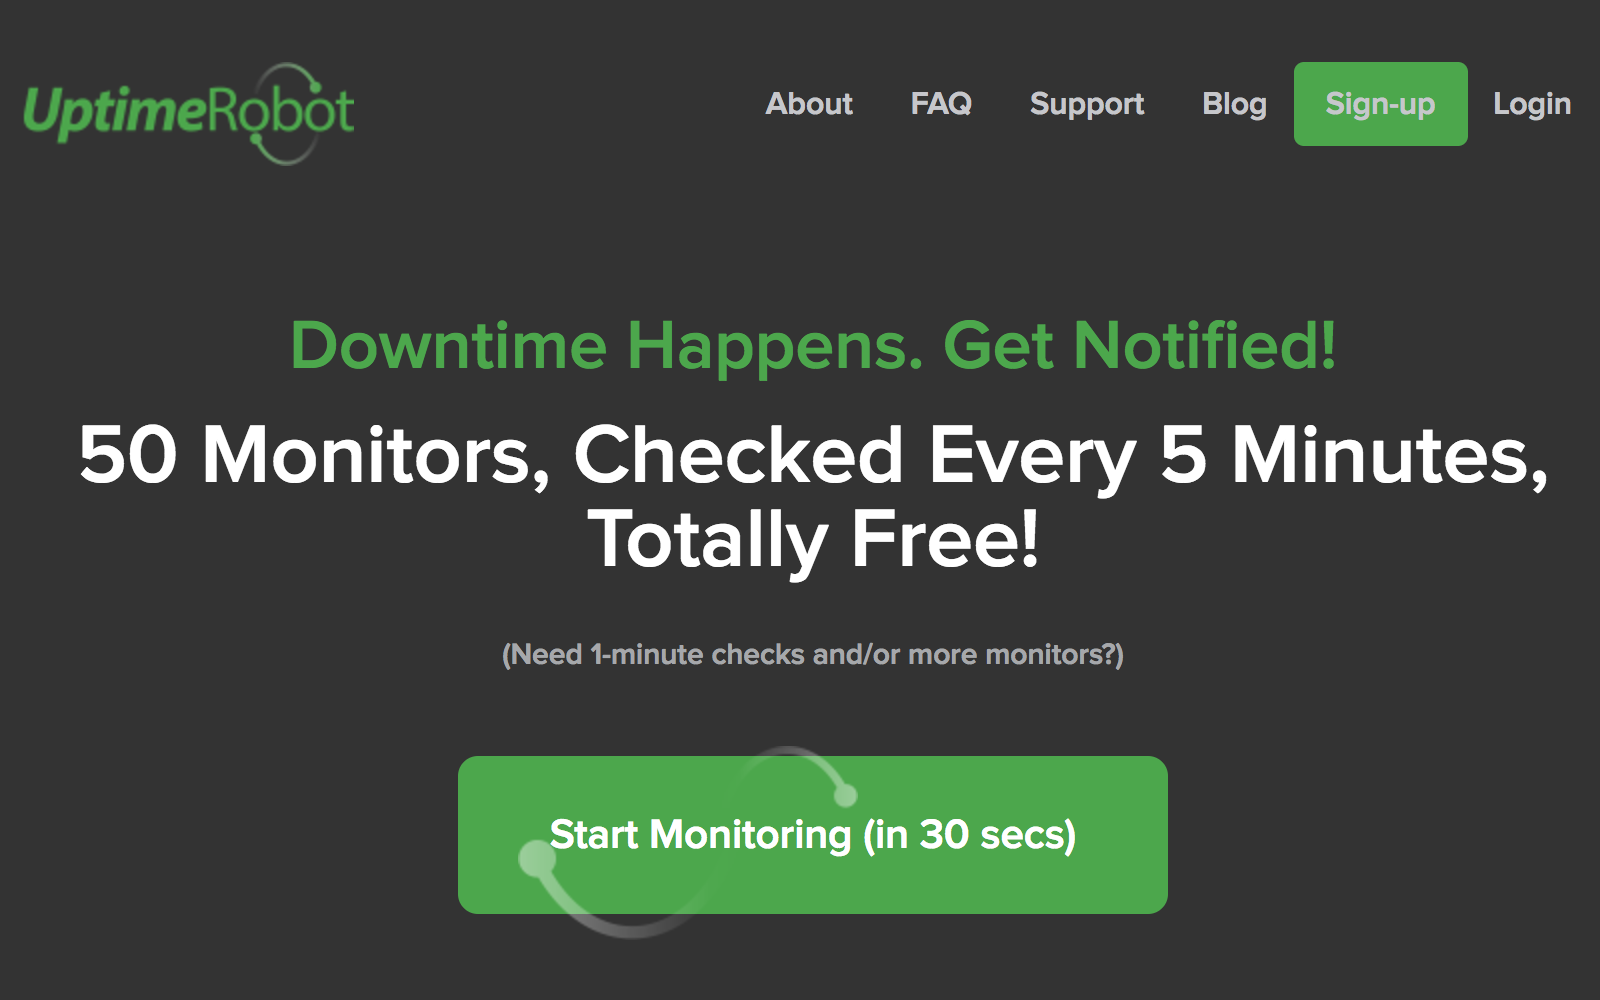 UptimeRobot
About FAQ Support Blog Sign-up Login
Downtime Happens. Get Notified!
50 Monitors, Checked Every 5 Minutes,
Totally Free!
(Need 1-minute checks and/or more monitors?)
Start Monitoring (in 30 secs)